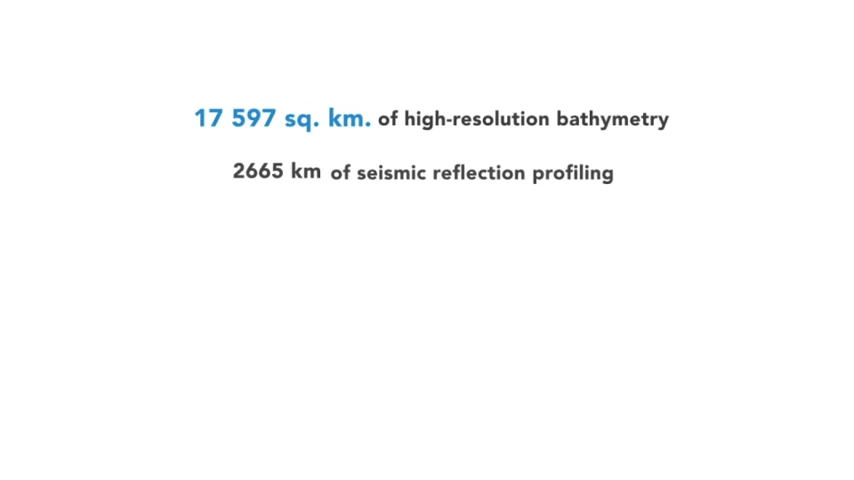 17 597 sq. km. of high-resolution bathymetry
2665 km of seismic reflection profiling